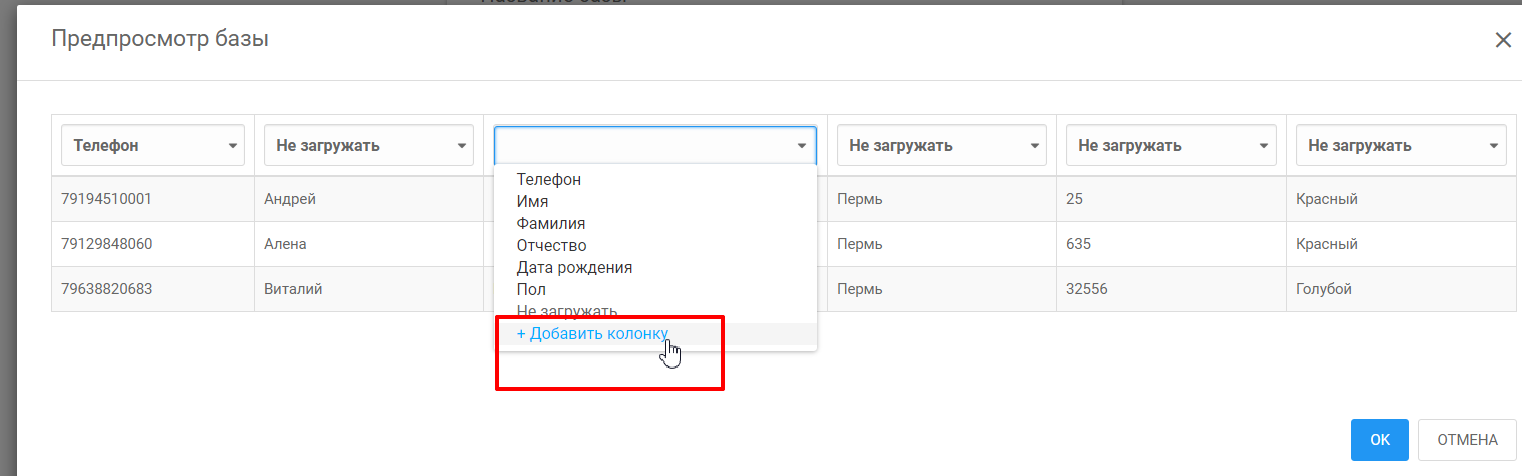 Предпросмотр базы
Телефон Не загружать Не загружать Не загружать Не загружать
Телефон
Имя
Фамилия
Отчество
Дата рождения
Пол
Не загружать
+ Добавить колонку
79194510001 Андрей Пермь 25 Красный
79129848060 Алена Пермь 635 Красный
79638820683 Виталий Пермь 32556 Голубой
OK ОТМЕНА